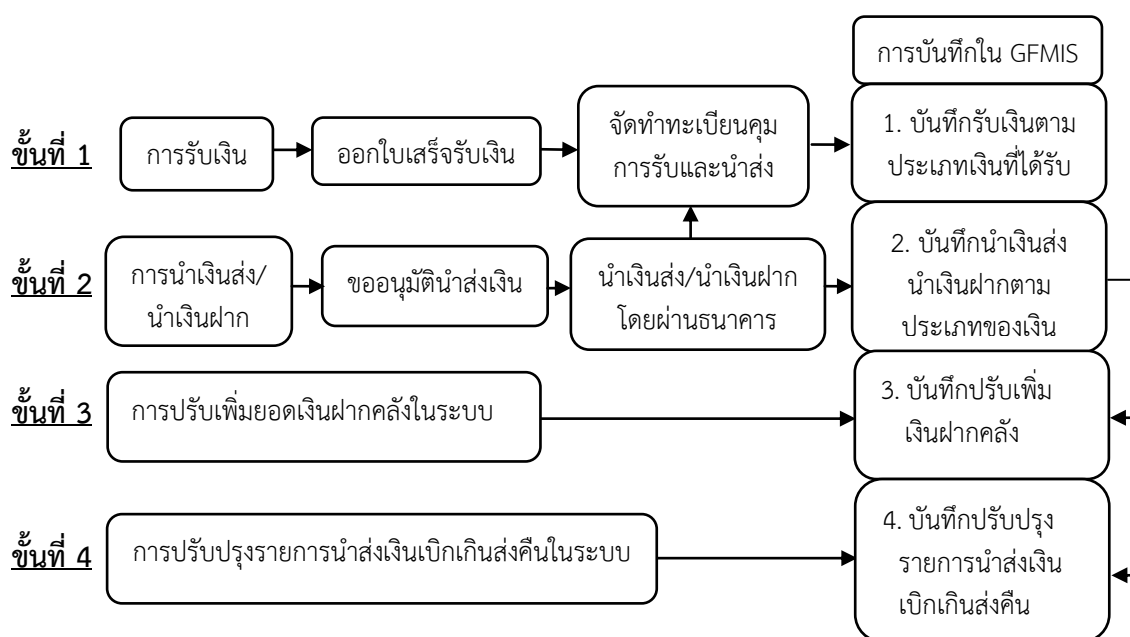 การบันทึกใน GFMIS
ขั้นที่ 1
การรับเงิน
ออกใบเสร็จรับเงิน
จัดทำทะเบียนคุม
การรับและนำส่ง
1. บันทึกรับเงินตาม
ประเภทเงินที่ได้รับ
ขั้นที่ 2
การนำเงินส่ง/
นำเงินฝาก
ขออนุมัตินำส่งเงิน
นำเงินส่ง/นำเงินฝาก
โดยผ่านธนาคาร
2. บันทึกนำเงินส่ง
นำเงินฝากตาม
ประเภทของเงิน
ขั้นที่ 3
การปรับเพิ่มยอดเงินฝากคลังในระบบ
3. บันทึกปรับเพิ่ม
เงินฝากคลัง
ขั้นที่ 4
การปรับปรุงรายการนำส่งเงินเบิกเกินส่งคืนในระบบ
4. บันทึกปรับปรุง
รายการนำส่งเงิน
เบิกเกินส่งคืน